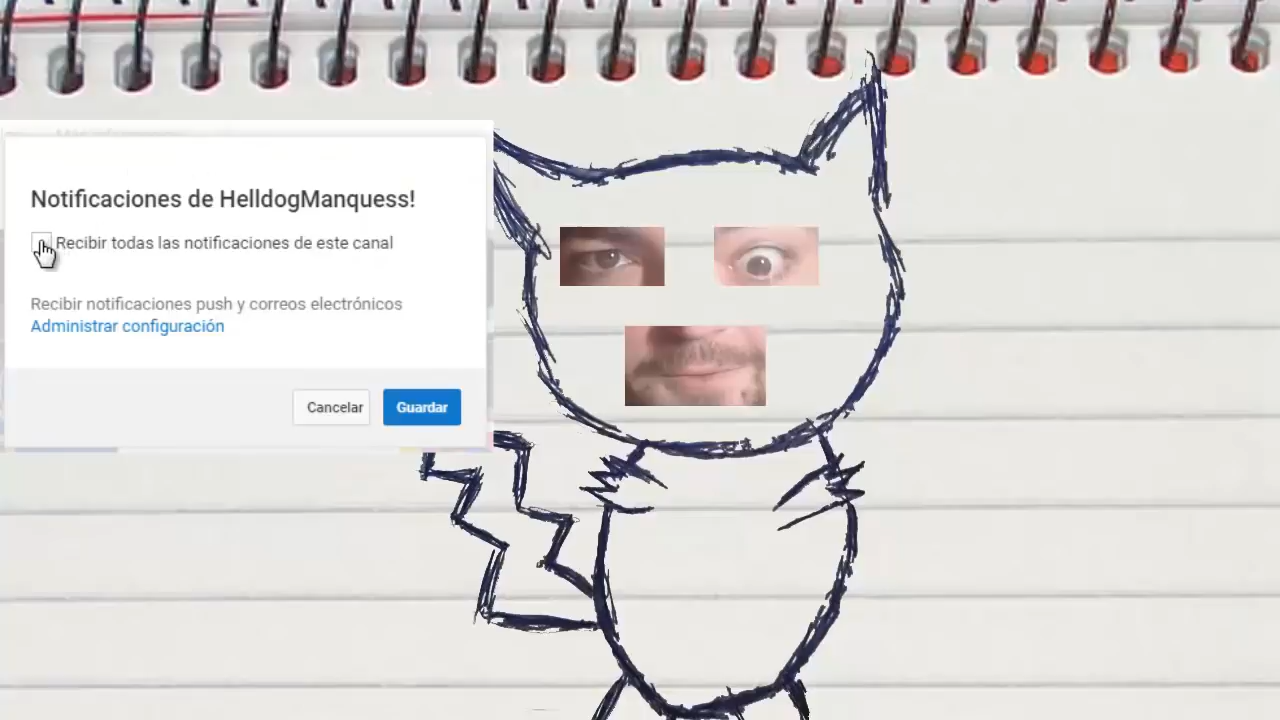 Notificaciones de HelldogManquess!
Recibir todas las notificaciones de este canal
Recibir notificaciones push y correos electrónicos
Administrar configuración
Cancelar
Guardar